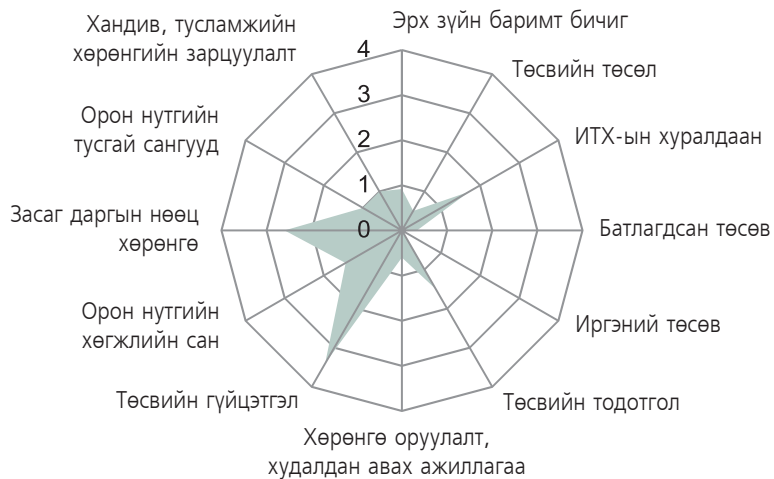 Эрх зүйн баримт бичиг
Төсвийн төсөл
ИТХ-ын хуралдаан
Батлагдсан төсөв
Иргэний төсөв
Төсвийн тодотгол
Хөрөнгө оруулалт,
худалдан авах ажиллагаа
Төсвийн гүйцэтгэл
Орон нутгийн
хөгжлийн сан
Засаг даргын нөөц
хөрөнгө
Орон нутгийн
тусгай сангууд
Хандив, тусламжийн
хөрөнгийн зарцуулалт
4
3
2
1
0